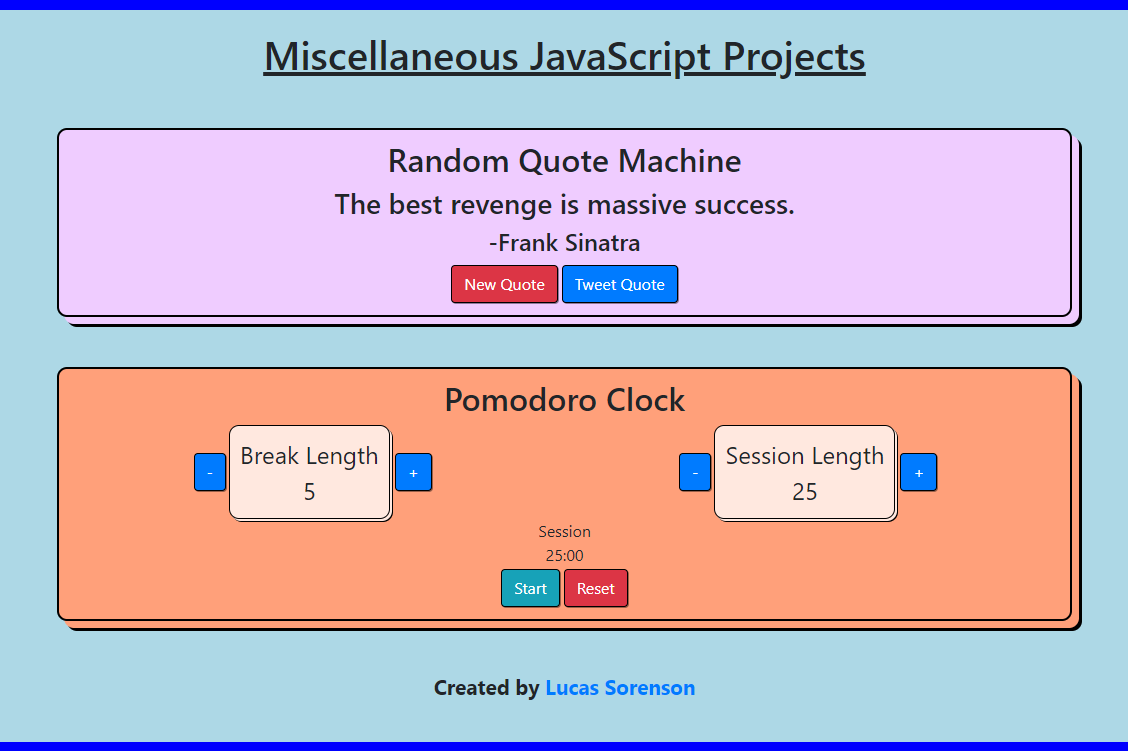 Miscellaneous JavaScript Projects
Random Quote Machine
The best revenge is massive success.
-Frank Sinatra
New Quote Tweet Quote
Pomodoro Clock
- Break Length + - Session Length +
5 25
Session
25:00
Start Reset
Created by Lucas Sorenson